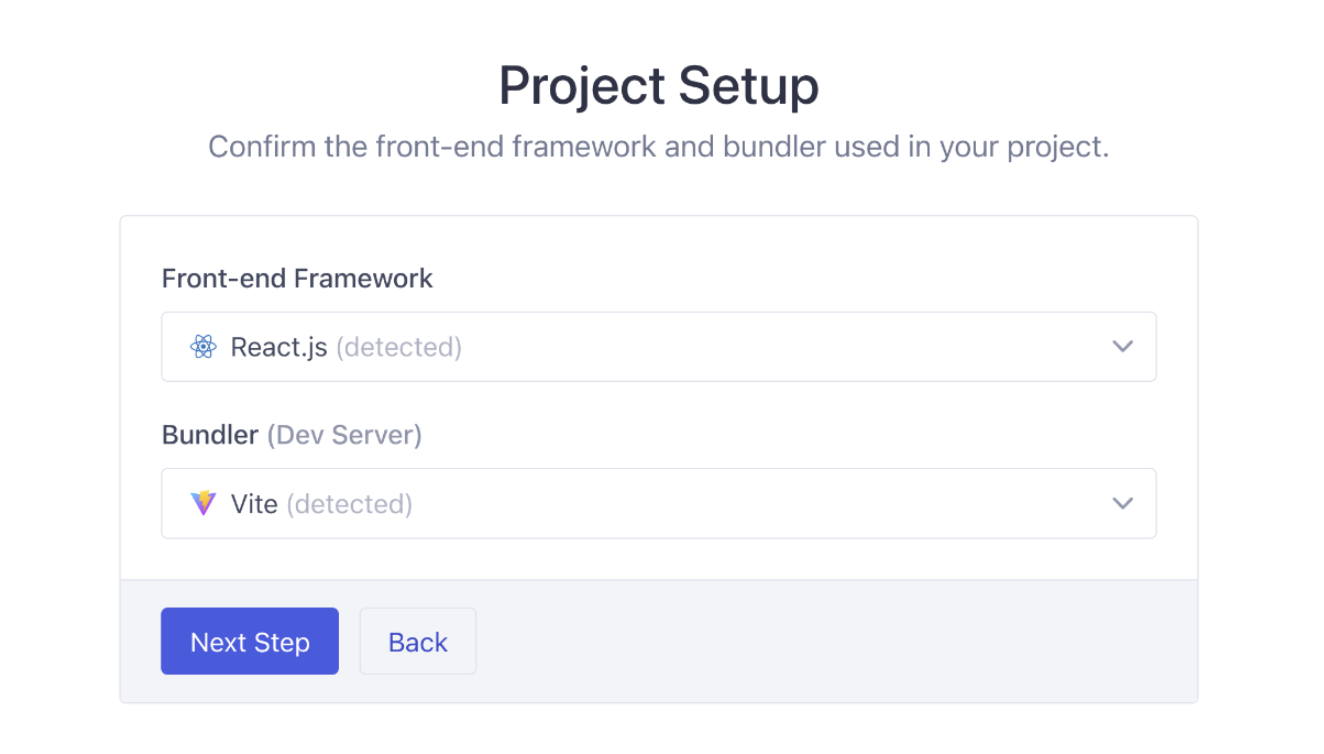 Project Setup
Confirm the front-end framework and bundler used in your project.
Front-end Framework
React.js (detected)
Bundler (Dev Server)
Vite (detected)
Next Step
Back